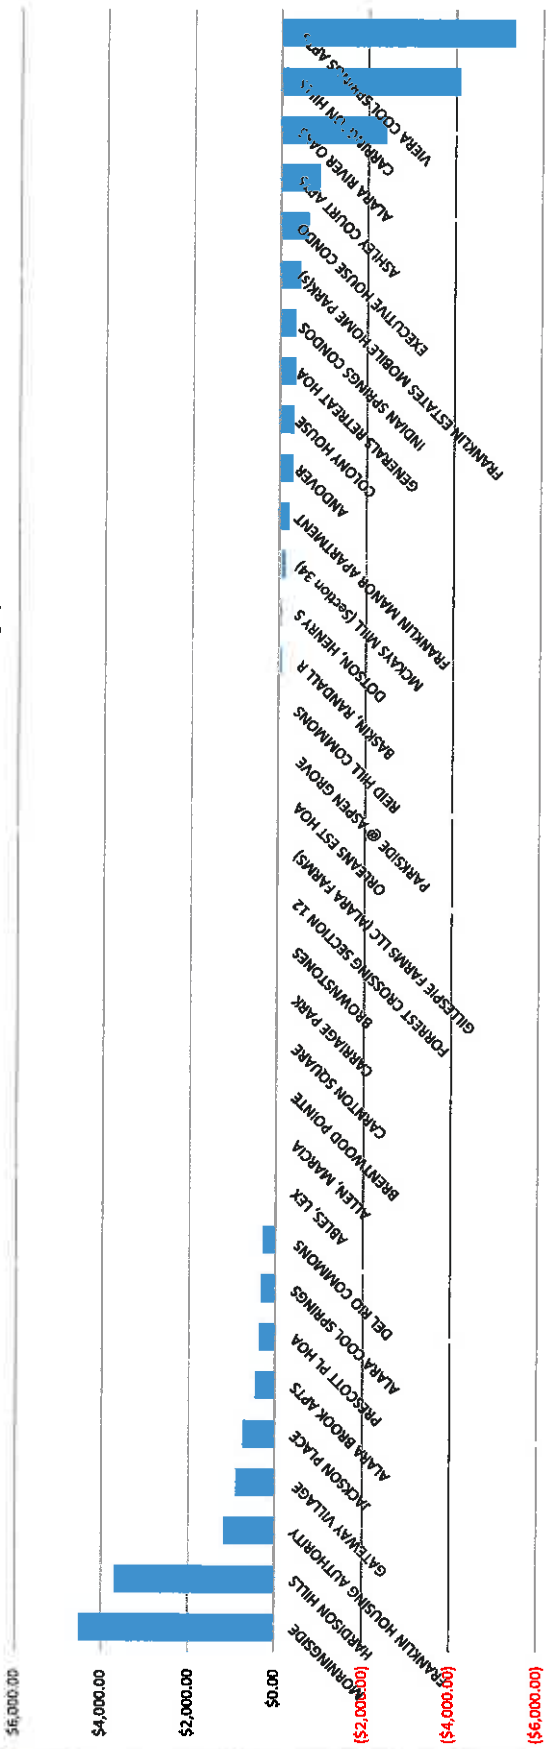 $6,000.00
$4,000.00
$2,000.00
$0.00
($2,000.00)
($4,000.00)
($6,000.00)
MORNINGSIDE
HARDISON HILLS
FRANKLIN HOUSING AUTHORITY
GATEWAY VILLAGE
JACKSON PLACE
ALARA BROOK APTS
PRESCOTT PL HOA
ALARA COOL SPRINGS
DEL RIO COMMONS
ABLES, LEX
ALLEN, MARCIA
BRENTWOOD POINTE
CARNTON SQUARE
CARRIAGE PARK
BROWNSTONES
FORREST CROSSING SECTION 12
GILLESPIE FARMS LLC (ALARA FARMS)
ORLEANS EST HOA
PARKSIDE @ ASPEN GROVE
REID HILL COMMONS
BASKIN, RANDALL R
DOTSON, HENRY S
MCKAYS MILL (Section 34)
FRANKLIN MANOR APARTMENT
ANDOVER
COLONY HOUSE
GENERALS RETREAT HOA
INDIAN SPRINGS CONDOS
FRANKLIN ESTATES MOBILE HOME PARK(S)
EXECUTIVE HOUSE CONDO
ASHLEY COURT APTS
ALARA RIVER OAKS
CARRINGTON HILLS
VIERA COOL SPRINGS APTS